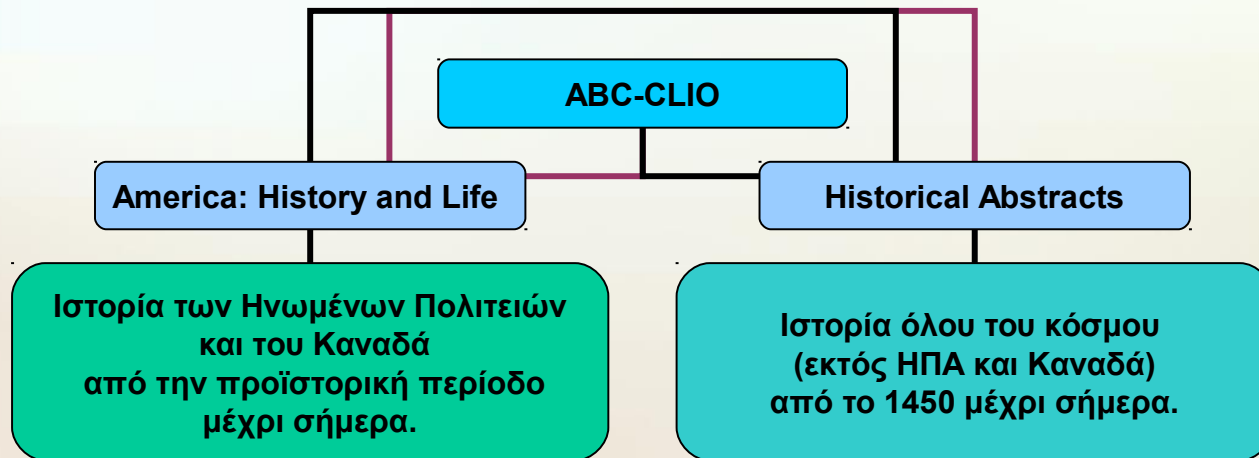 ABC-CLIO
America: History and Life
Historical Abstracts
Ιστορία των Ηνωμένων Πολιτειών
και του Καναδά
από την προϊστορική περίοδο
μέχρι σήμερα.
Ιστορία όλου του κόσμου
(εκτός ΗΠΑ και Καναδά)
από το 1450 μέχρι σήμερα.